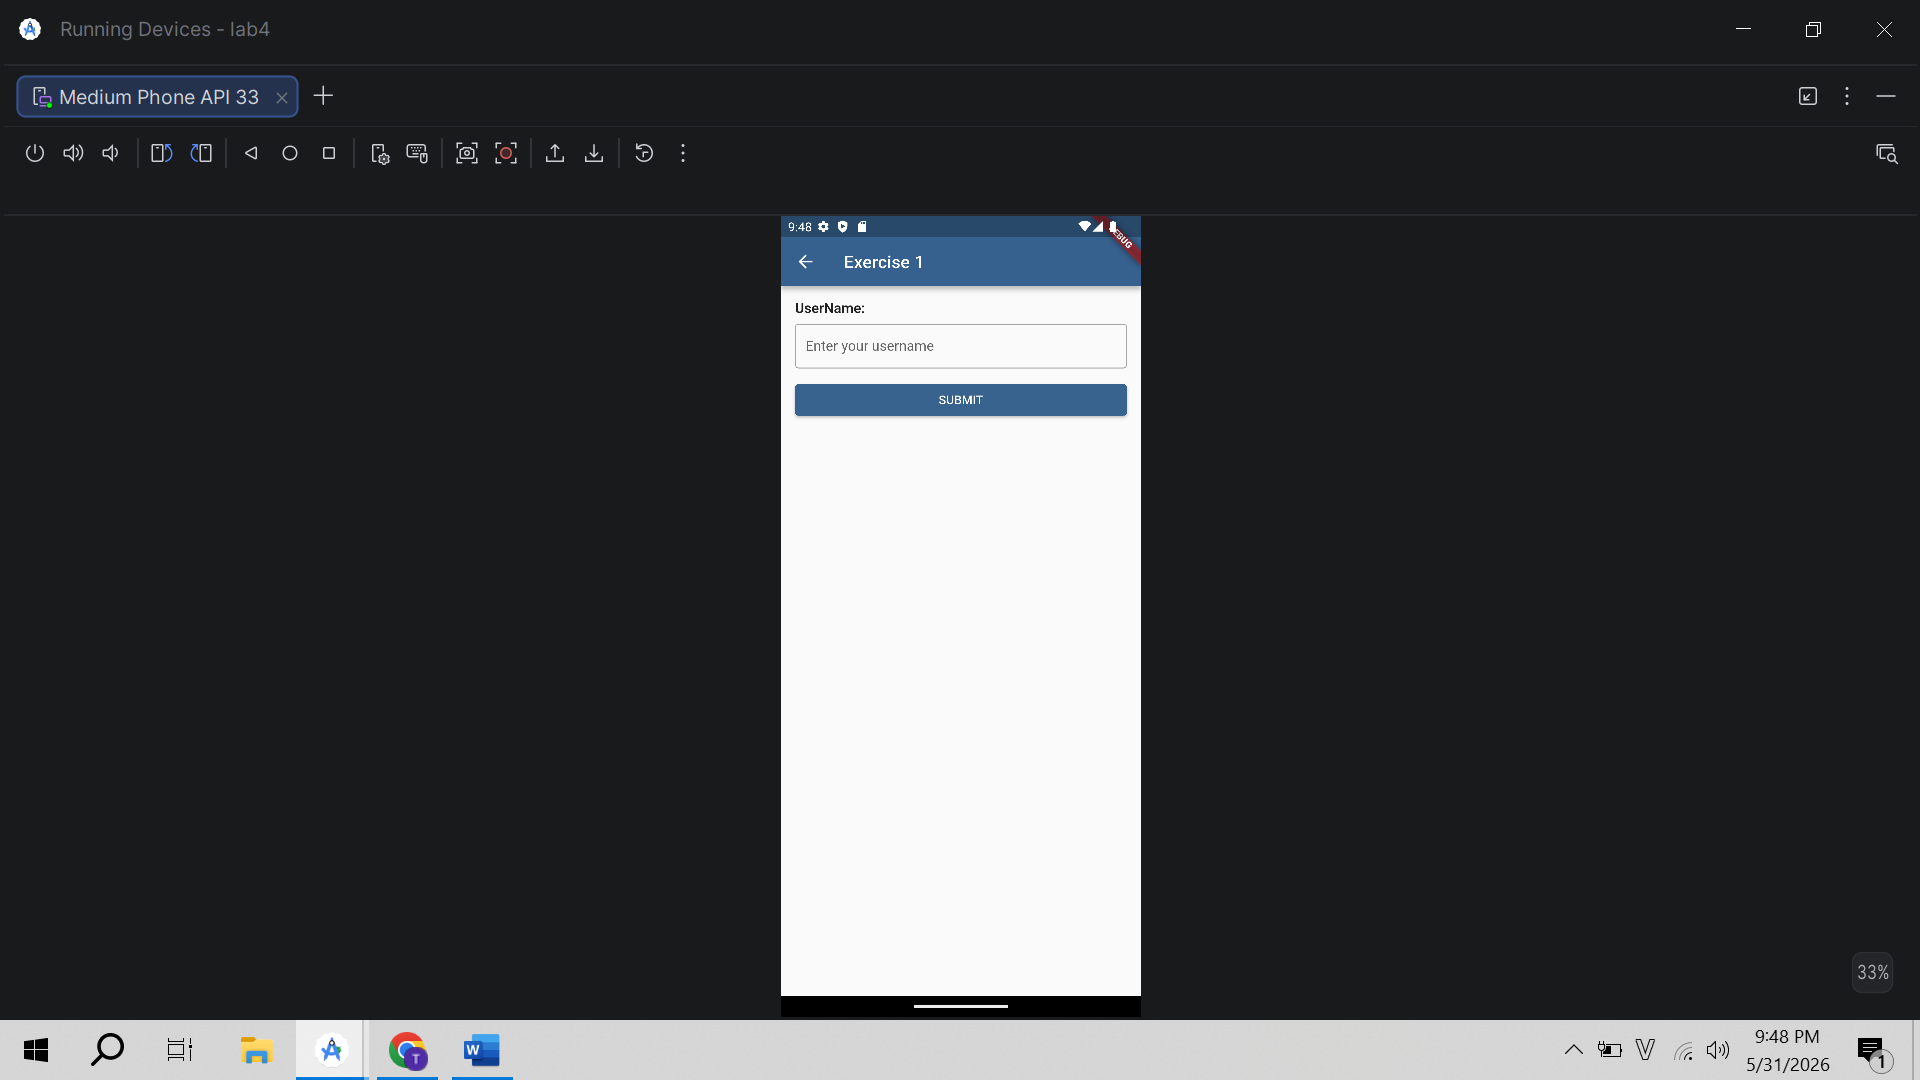 Running Devices - lab4
Medium Phone API 33
9:48
Exercise 1
UserName:
Enter your username
SUBMIT
33%
T
W
V
9:48 PM
5/31/2026
1